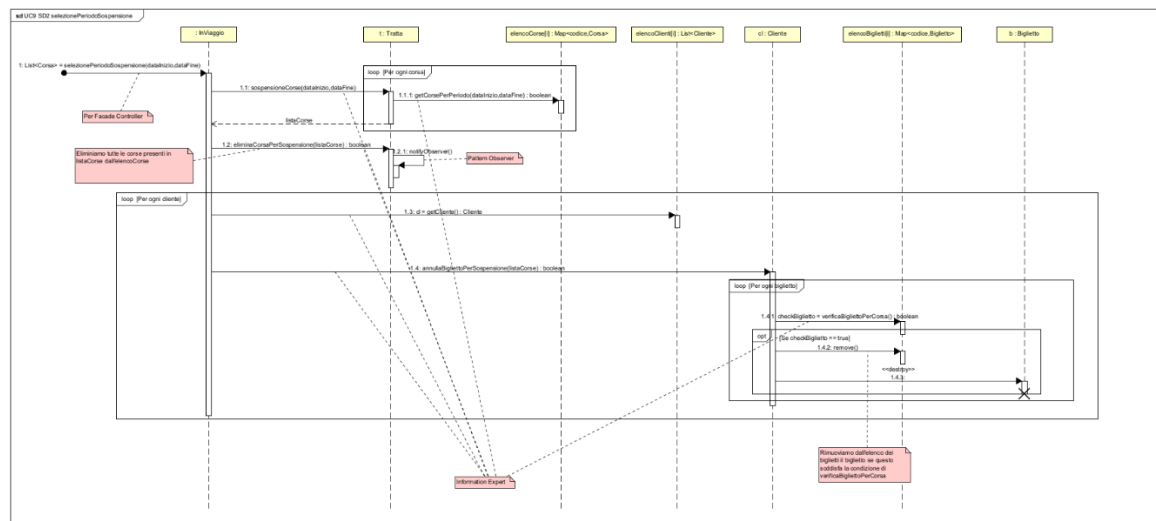 sd UC9 SD2 selezionePeriodoSospensione
: InViaggio
t : Tratta
elencoCorse[i] : Map<codice,Corsa>
elencoClienti[i] : List<Cliente>
cl : Cliente
elencoBiglietti[i] : Map<codice,Biglietto>
b : Biglietto
1: List<Corsa> = selezionePeriodoSospensione(dataInizio,dataFine)
loop [Per ogni corsa]
1.1: sospensioneCorse(dataInizio,dataFine)
1.1.1: getCorsePerPeriodo(dataInizio,dataFine) : boolean
Per Facade Controller
listaCorse
1.2: eliminaCorsaPerSospensione(listaCorse) : boolean
Eliminiamo tutte le corse presenti in
listaCorse dall'elencoCorse
1.2.1: notifyObserver()
Pattern Observer
loop [Per ogni cliente]
1.3: cl = getCliente() : Cliente
1.4: annullaBigliettoPerSospensione(listaCorse) : boolean
loop [Per ogni biglietto]
1.4.1: checkBiglietto = verificaBigliettoPerCorsa() : boolean
opt
[Se checkBiglietto == true]
1.4.2: remove()
<<destroy>>
1.4.3:
Rimuoviamo dall'elenco dei
biglietti il biglietto se questo
soddisfa la condizione di
verificaBigliettoPerCorsa
Information Expert